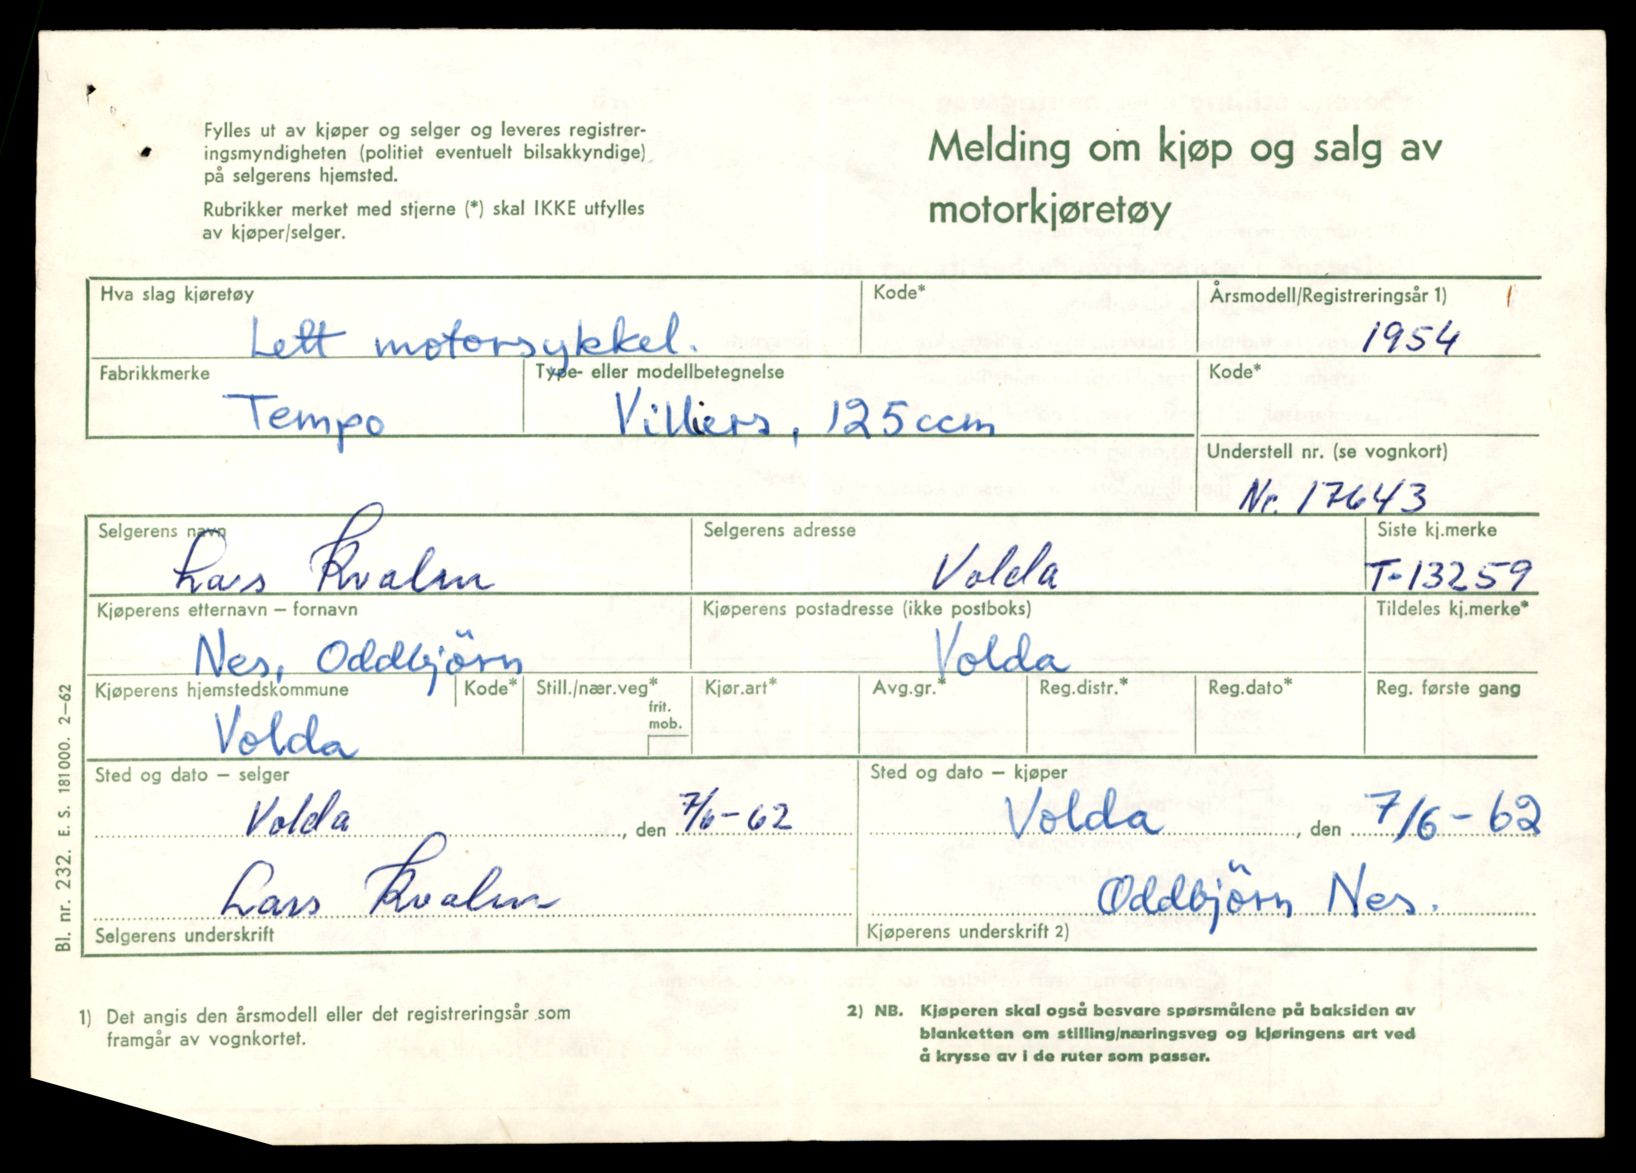 Fylles ut av kjøper og selger og leveres registrer-
ingsmyndigheten (politiet eventuelt bilsakkyndige)
på selgerens hjemsted.
Rubrikker merket med stjerne (*) skal IKKE utfylles
av kjøper/selger.
Melding om kjøp og salg av
motorkjøretøy
Hva slag kjøretøy
Kode*
Årsmodell/Registreringsår 1)
Lett motorsykkel.
1954
Fabrikkmerke
Type- eller modellbetegnelse
Kode*
Tempo
Villiers, 125 ccm
Understell nr. (se vognkort)
Nr. 17643
Selgerens navn
Selgerens adresse
Siste kj.merke
Lars Kvalsn
Volda
T-13259
Kjøperens etternavn – fornavn
Kjøperens postadresse (ikke postboks)
Tildeles kj.merke*
Nes, Oddbjörn
Volda
Kjøperens hjemstedskommune
Kode*
Still./nær.veg*
frit.
mob.
Kjør.art*
Avg.gr.*
Reg.distr.*
Reg.dato*
Reg. første gang
Volda
Sted og dato – selger
Sted og dato – kjøper
Volda, den 7/6-62
Volda, den 7/6-62
Lars Kvalsn
Oddbjörn Nes.
Selgerens underskrift
Kjøperens underskrift 2)
1) Det angis den årsmodell eller det registreringsår som
framgår av vognkortet.
2) NB. Kjøperen skal også besvare spørsmålene på baksiden av
blanketten om stilling/næringsveg og kjøringens art ved
å krysse av i de ruter som passer.
Bl. nr. 232. E. S. 181000. 2–62